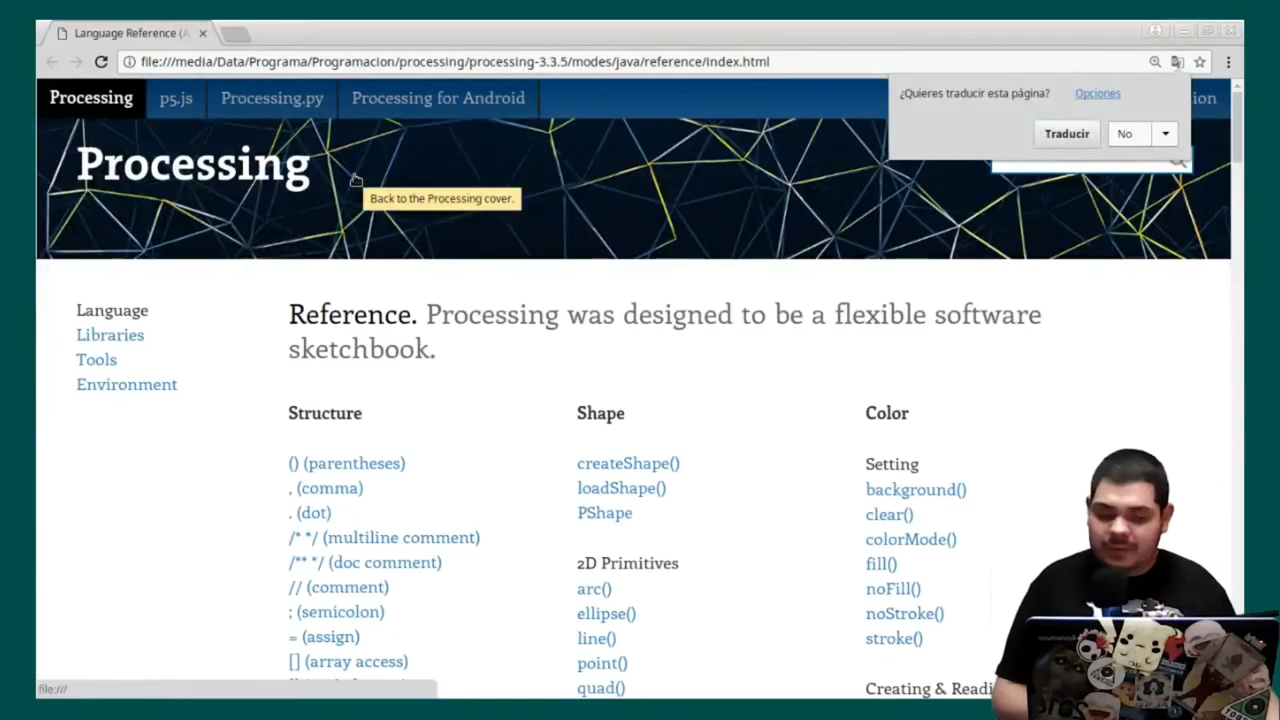 Language Reference (A
file:///media/Data/Programa/Programacion/processing/processing-3.3.5/modes/java/reference/index.html
Processing
p5.js
Processing.py
Processing for Android
¿Quieres traducir esta página?
Opciones
Traducir
No
Processing
Back to the Processing cover.
Language
Libraries
Tools
Environment
Reference. Processing was designed to be a flexible software
sketchbook.
Structure
() (parentheses)
, (comma)
. (dot)
/* */ (multiline comment)
/** */ (doc comment)
// (comment)
; (semicolon)
= (assign)
[] (array access)
Shape
createShape()
loadShape()
PShape
2D Primitives
arc()
ellipse()
line()
point()
quad()
Color
Setting
background()
clear()
colorMode()
fill()
noFill()
noStroke()
stroke()
Creating & Readi
file:///